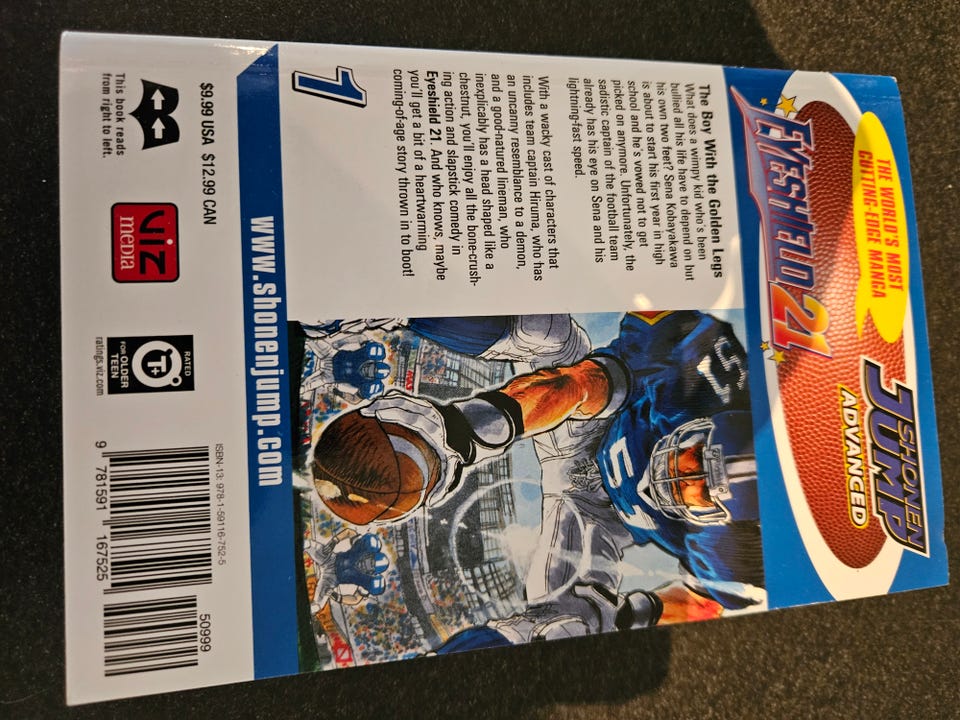 THE WORLD'S MOST
CUTTING-EDGE MANGA
SHONEN
JUMP
ADVANCED
EYESHIELD 21
The Boy With the Golden Legs
What does a wimpy kid who's been
bullied all his life have to depend on but
his own two feet? Sena Kobayakawa
is about to start his first year in high
school and he's vowed not to get
picked on anymore. Unfortunately, the
sadistic captain of the football team
already has his eye on Sena and his
lightning-fast speed.
With a wacky cast of characters that
includes team captain Hiruma, who has
an uncanny resemblance to a demon,
and a good-natured lineman, who
inexplicably has a head shaped like a
chestnut, you'll enjoy all the bone-crush-
ing action and slapstick comedy in
Eyeshield 21. And who knows, maybe
you'll get a bit of a heartwarming
coming-of-age story thrown in to boot!
57
1
www.shonenjump.com
$9.99 USA $12.99 CAN
This book reads
from right to left.
VIZ
media
RATED
T+
FOR OLDER
TEEN
ratings.viz.com
ISBN-13: 978-1-59116-752-5
50999
9 781591 167525